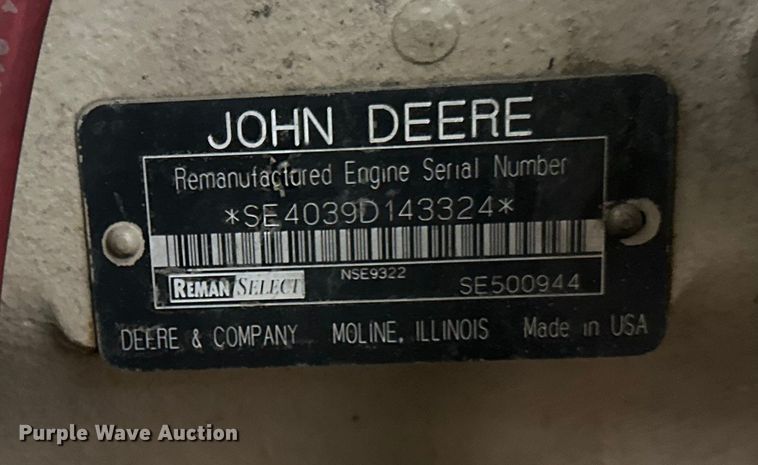 JOHN DEERE
Remanufactured Engine Serial Number
*SE4039D143324*
NSE9322
REMAN SELECT
SE500944
DEERE & COMPANY MOLINE, ILLINOIS Made in USA
Purple Wave Auction